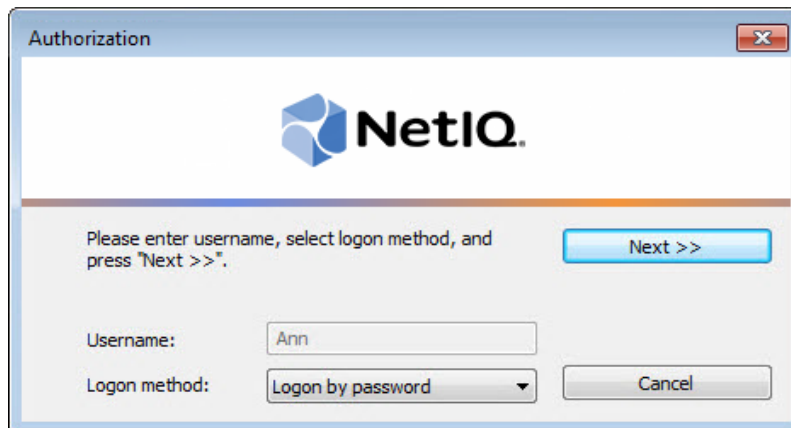 Authorization
NetIQ.
Please enter username, select logon method, and
press "Next >>".
Next >>
Username:
Ann
Logon method:
Logon by password
Cancel